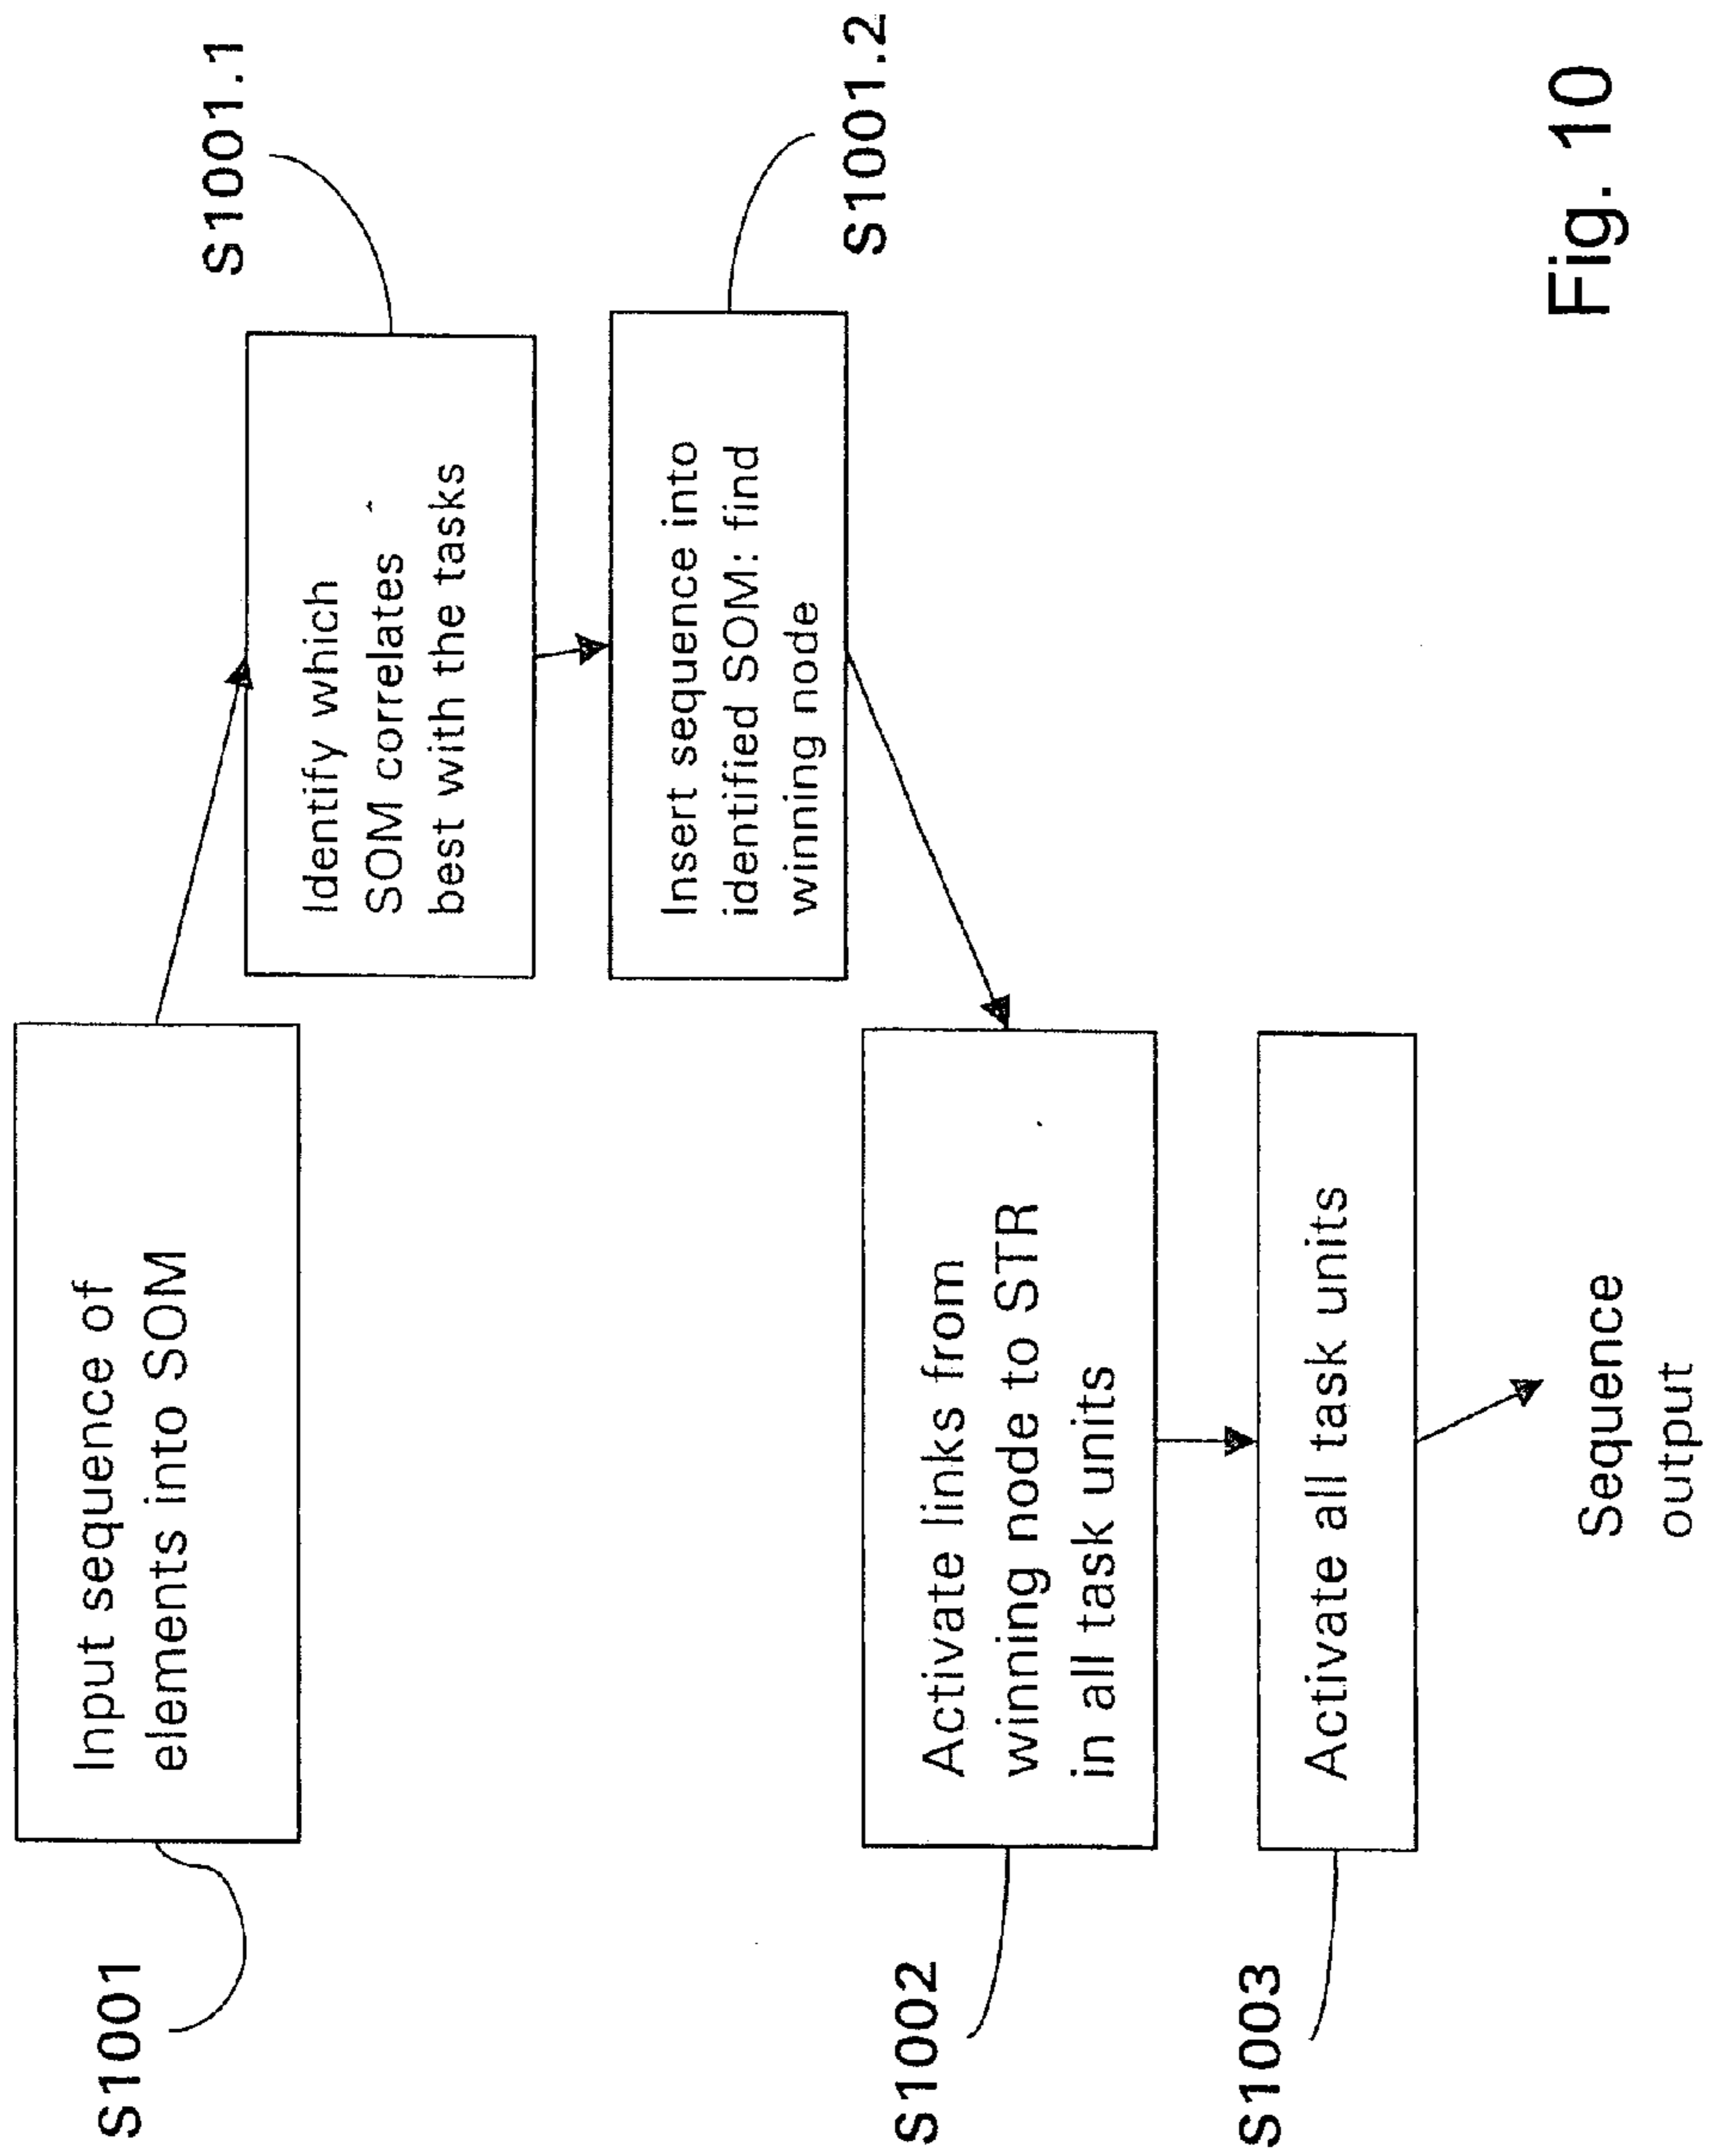 S1001
Input sequence of
elements into SOM
S1001.1
Identify which
SOM correlates
best with the tasks
S1001.2
Insert sequence into
identified SOM: find
winning node
S1002
Activate links from
winning node to STR
in all task units
S1003
Activate all task units
Sequence
output
Fig. 10